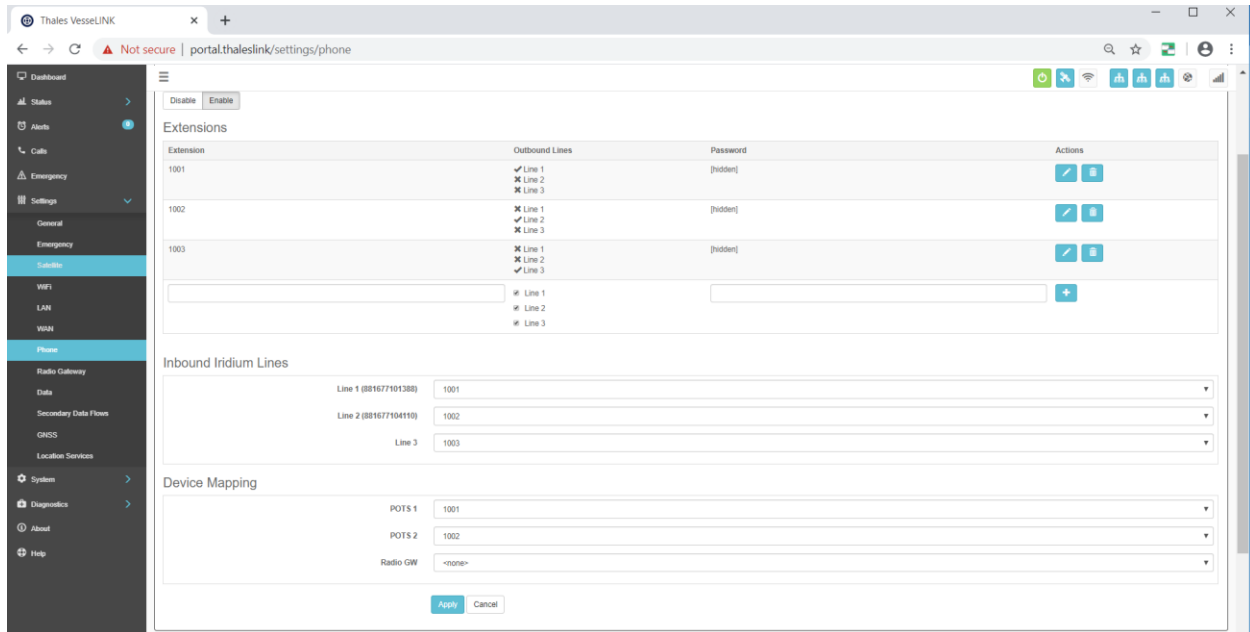 Thales VesseLINK
Not secure | portal.thaleslink/settings/phone
Dashboard
Status
Alerts 0
Calls
Emergency
Settings
General
Emergency
Satellite
WiFi
LAN
WAN
Phone
Radio Gateway
Data
Secondary Data Flows
GNSS
Location Services
System
Diagnostics
About
Help
Disable Enable
Extensions
Extension Outbound Lines Password Actions
1001 Line 1 [hidden]
Line 2
Line 3
1002 Line 1 [hidden]
Line 2
Line 3
1003 Line 1 [hidden]
Line 2
Line 3
Line 1
Line 2
Line 3
Inbound Iridium Lines
Line 1 (881677101388) 1001
Line 2 (881677104110) 1002
Line 3 1003
Device Mapping
POTS 1 1001
POTS 2 1002
Radio GW <none>
Apply Cancel